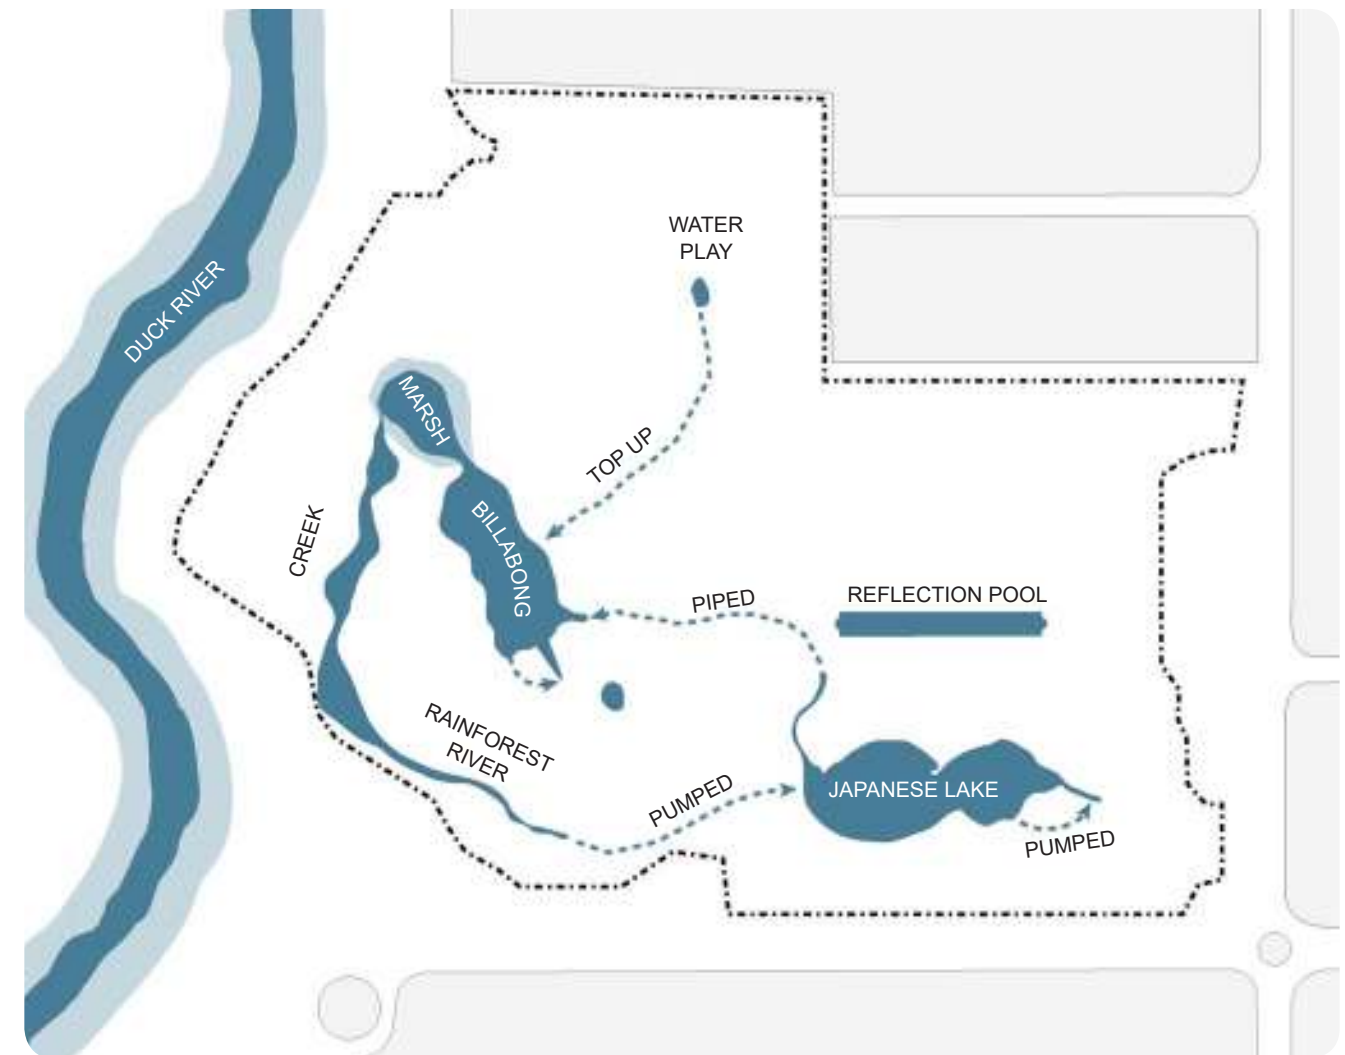 WATER
PLAY
DUCK RIVER
MARSH
TOP UP
BILLABONG
CREEK
PIPED
REFLECTION POOL
RAINFOREST
RIVER
PUMPED
JAPANESE LAKE
PUMPED